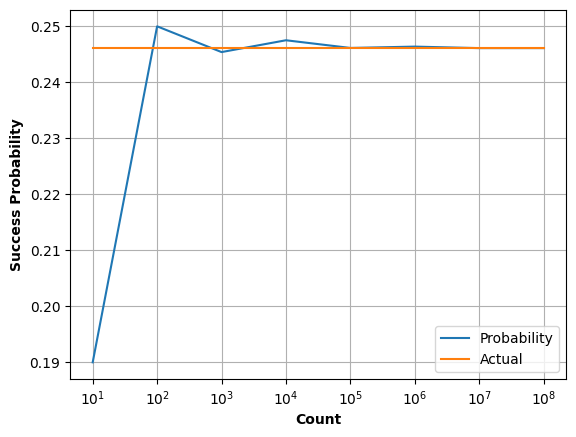 0.25
0.24
0.23
0.22
0.21
0.20
0.19
Success Probability
10¹ 10² 10³ 10⁴ 10⁵ 10⁶ 10⁷ 10⁸
Count
Probability
Actual